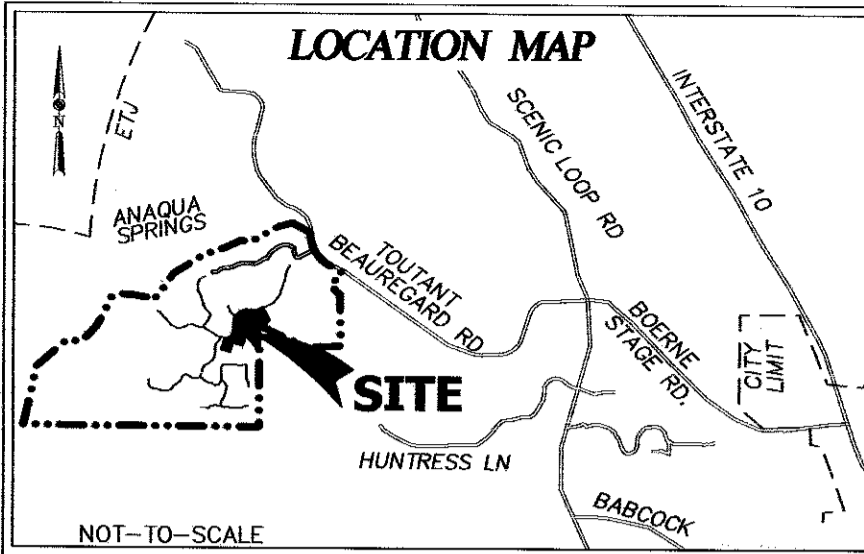 LOCATION MAP
N
ETJ
ANAQUA
SPRINGS
TOUTANT
BEAUREGARD RD
SCENIC LOOP RD
INTERSTATE 10
BOERNE
STAGE RD.
CITY
LIMIT
SITE
HUNTRESS LN
BABCOCK
NOT-TO-SCALE